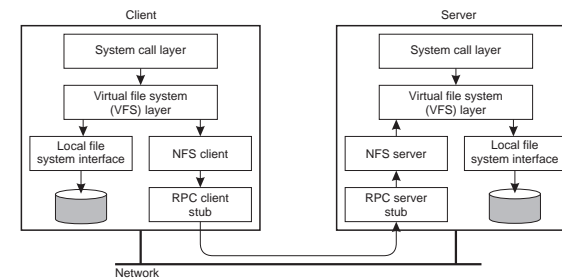 Client
System call layer
Virtual file system
(VFS) layer
Local file
system interface
NFS client
RPC client
stub
Server
System call layer
Virtual file system
(VFS) layer
NFS server
Local file
system interface
RPC server
stub
Network